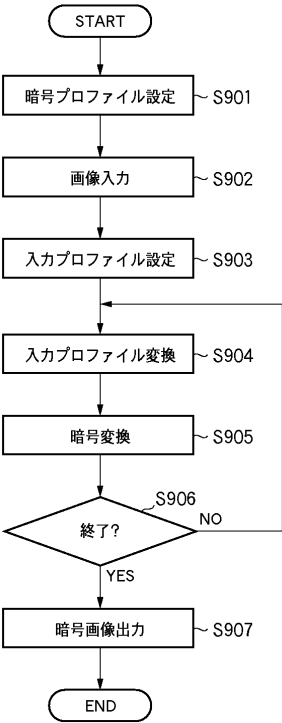 START
暗号プロファイル設定
S901
画像入力
S902
入力プロファイル設定
S903
入力プロファイル変換
S904
暗号変換
S905
S906
終了?
NO
YES
暗号画像出力
S907
END